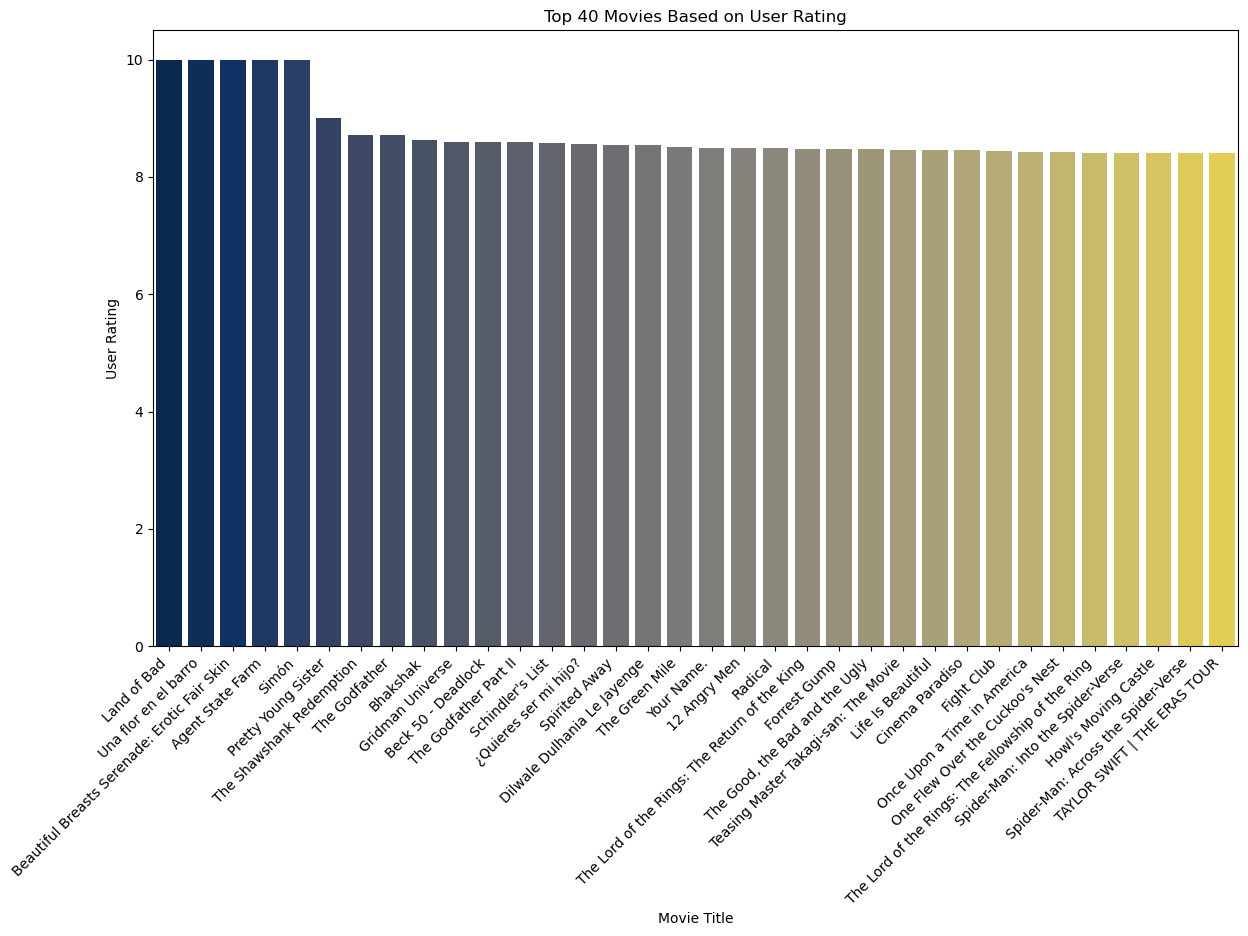 Top 40 Movies Based on User Rating
User Rating
10
8
6
4
2
0
Land of Bad
Una flor en el barro
Beautiful Breasts Serenade: Erotic Fair Skin
Agent State Farm
Simón
Pretty Young Sister
The Shawshank Redemption
The Godfather
Bhakshak
Gridman Universe
Beck 50 - Deadlock
The Godfather Part II
Schindler's List
¿Quieres ser mi hijo?
Spirited Away
Dilwale Dulhania Le Jayenge
The Green Mile
Your Name.
12 Angry Men
Radical
The Lord of the Rings: The Return of the King
Forrest Gump
The Good, the Bad and the Ugly
Teasing Master Takagi-san: The Movie
Life Is Beautiful
Cinema Paradiso
Fight Club
Once Upon a Time in America
One Flew Over the Cuckoo's Nest
The Lord of the Rings: The Fellowship of the Ring
Spider-Man: Into the Spider-Verse
Howl's Moving Castle
Spider-Man: Across the Spider-Verse
TAYLOR SWIFT | THE ERAS TOUR
Movie Title